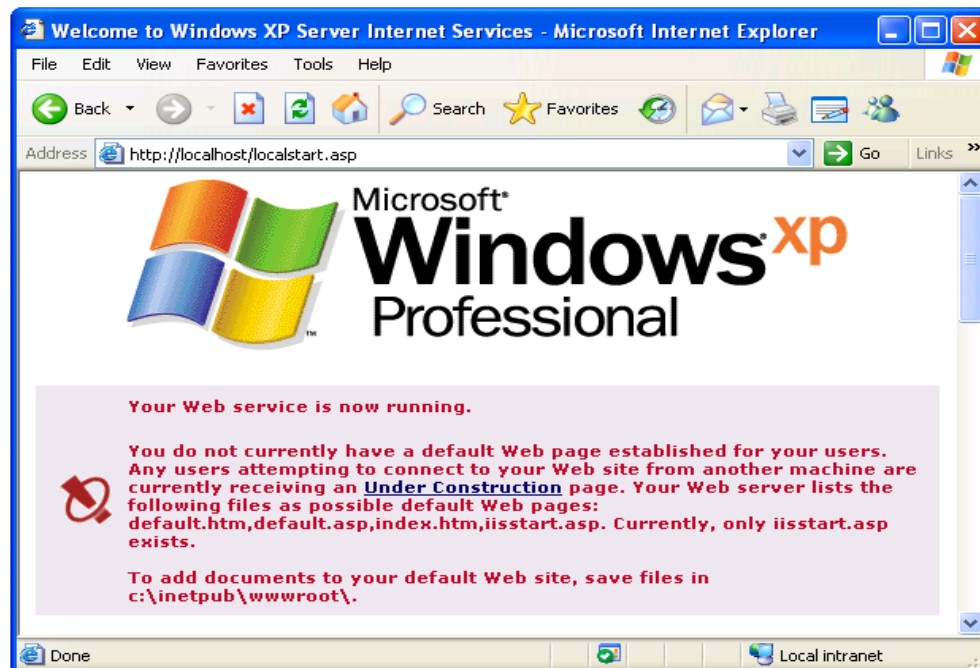 Welcome to Windows XP Server Internet Services - Microsoft Internet Explorer
File Edit View Favorites Tools Help
Back Search Favorites
Address http://localhost/localstart.asp Go Links »
Microsoft®
Windows® xp
Professional
™
Your Web service is now running.
You do not currently have a default Web page established for your users.
Any users attempting to connect to your Web site from another machine are
currently receiving an Under Construction page. Your Web server lists the
following files as possible default Web pages:
default.htm,default.asp,index.htm,iisstart.asp. Currently, only iisstart.asp
exists.
To add documents to your default Web site, save files in
c:\inetpub\wwwroot\.
Done Local intranet